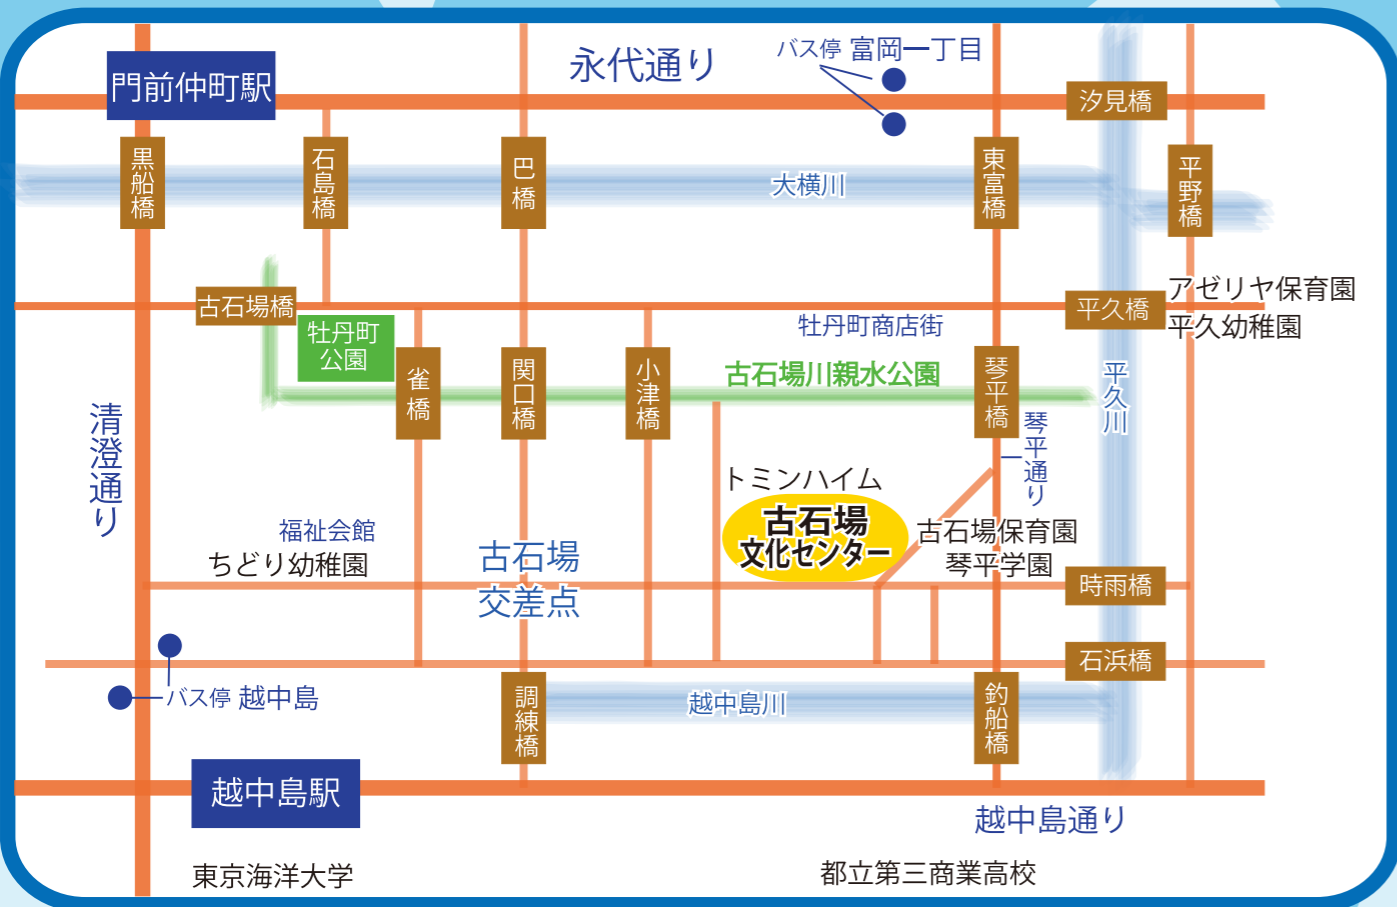 永代通り
バス停 富岡一丁目
門前仲町駅
汐見橋
黒船橋
石島橋
巴橋
大横川
東富橋
平野橋
古石場橋
牡丹町
公園
牡丹町商店街
平久橋
アゼリヤ保育園
平久幼稚園
雀橋
関口橋
小津橋
古石場川親水公園
琴平橋
平久川
清澄通り
琴平通り
トミンハイム
古石場
文化センター
福祉会館
ちどり幼稚園
古石場
交差点
古石場保育園
琴平学園
時雨橋
石浜橋
バス停 越中島
調練橋
越中島川
釣船橋
越中島駅
越中島通り
東京海洋大学
都立第三商業高校